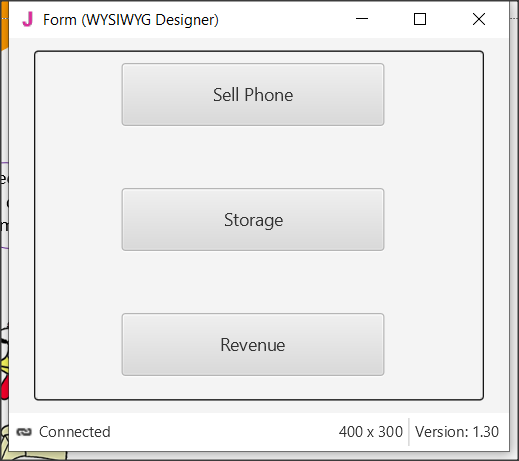 J Form (WYSIWYG Designer)
Sell Phone
Storage
Revenue
Connected
400 x 300
Version: 1.30